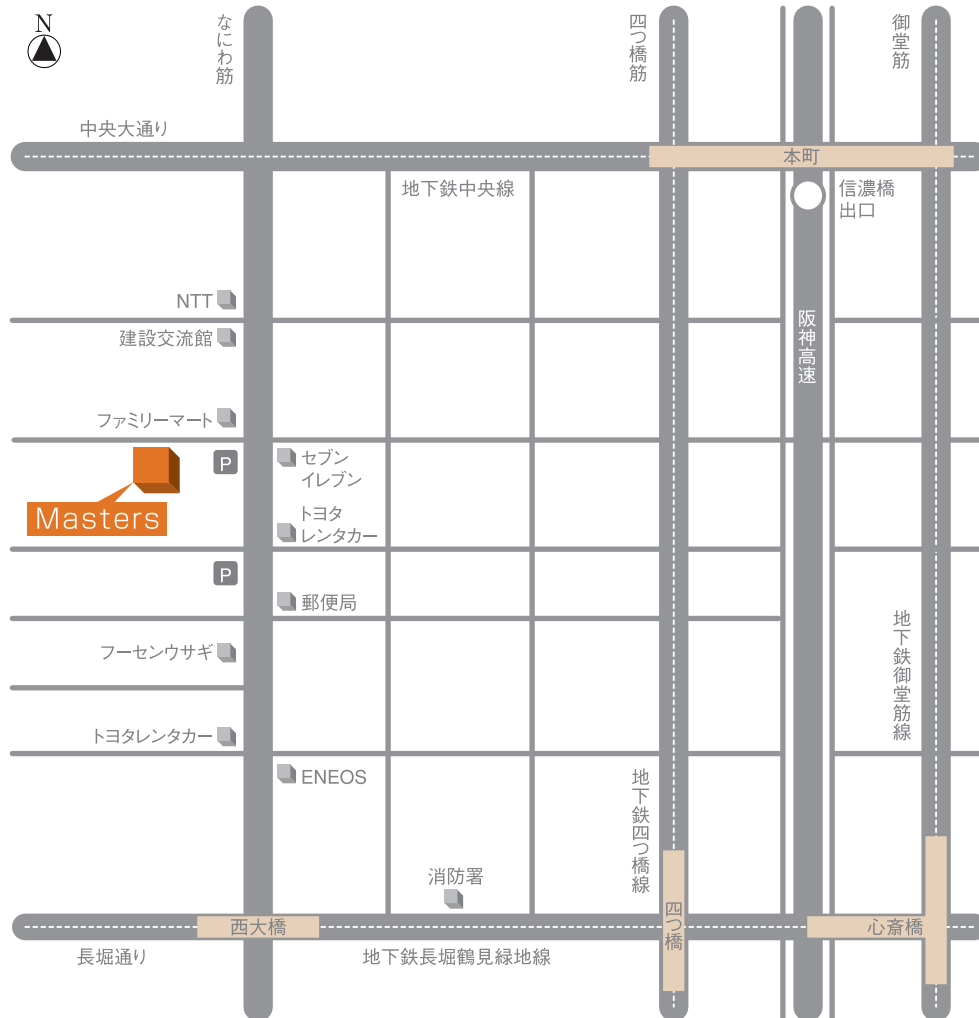 N
なにわ筋
四つ橋筋
御堂筋
中央大通り
本町
地下鉄中央線
信濃橋
出口
NTT
建設交流館
阪神高速
ファミリーマート
P
セブン
イレブン
Masters
トヨタ
レンタカー
P
郵便局
フーセンウサギ
地下鉄御堂筋線
トヨタレンタカー
ENEOS
地下鉄四つ橋線
消防署
西大橋
四つ橋
心斎橋
長堀通り
地下鉄長堀鶴見緑地線